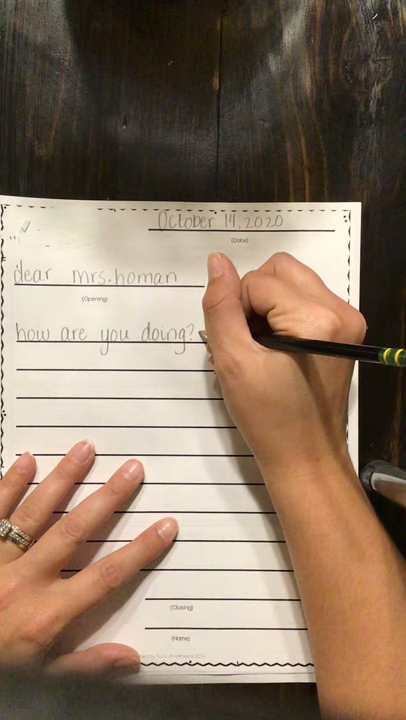 October 14, 2020
(Date)
dear mrs. homan
(Opening)
how are you doing?
(Closing)
(Name)